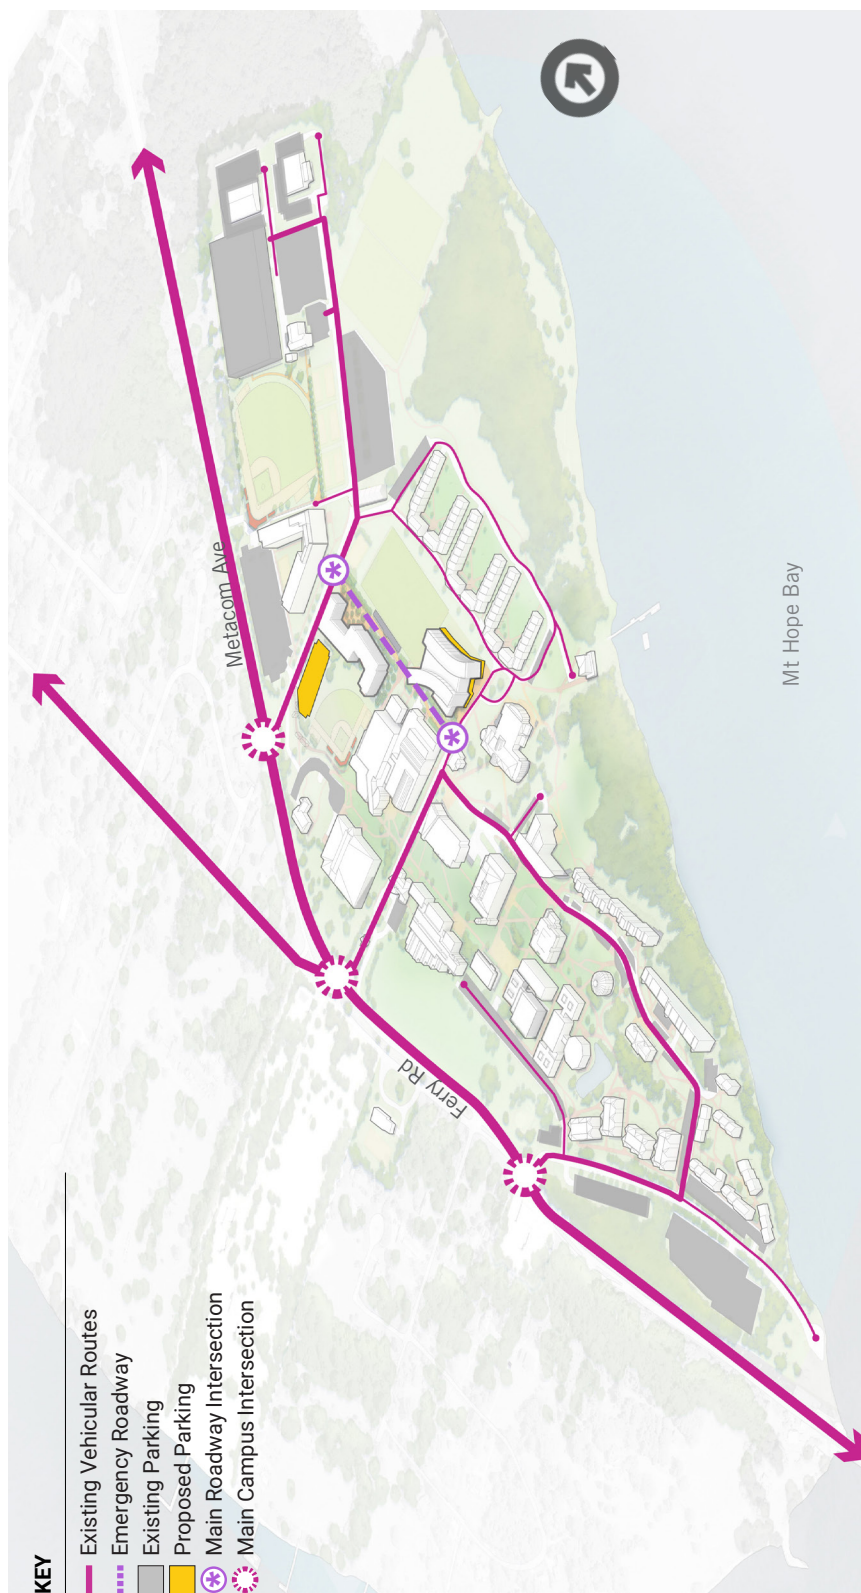 KEY
Existing Vehicular Routes
Emergency Roadway
Existing Parking
Proposed Parking
Main Roadway Intersection
Main Campus Intersection
Metacom Ave
Ferry Rd
Mt Hope Bay